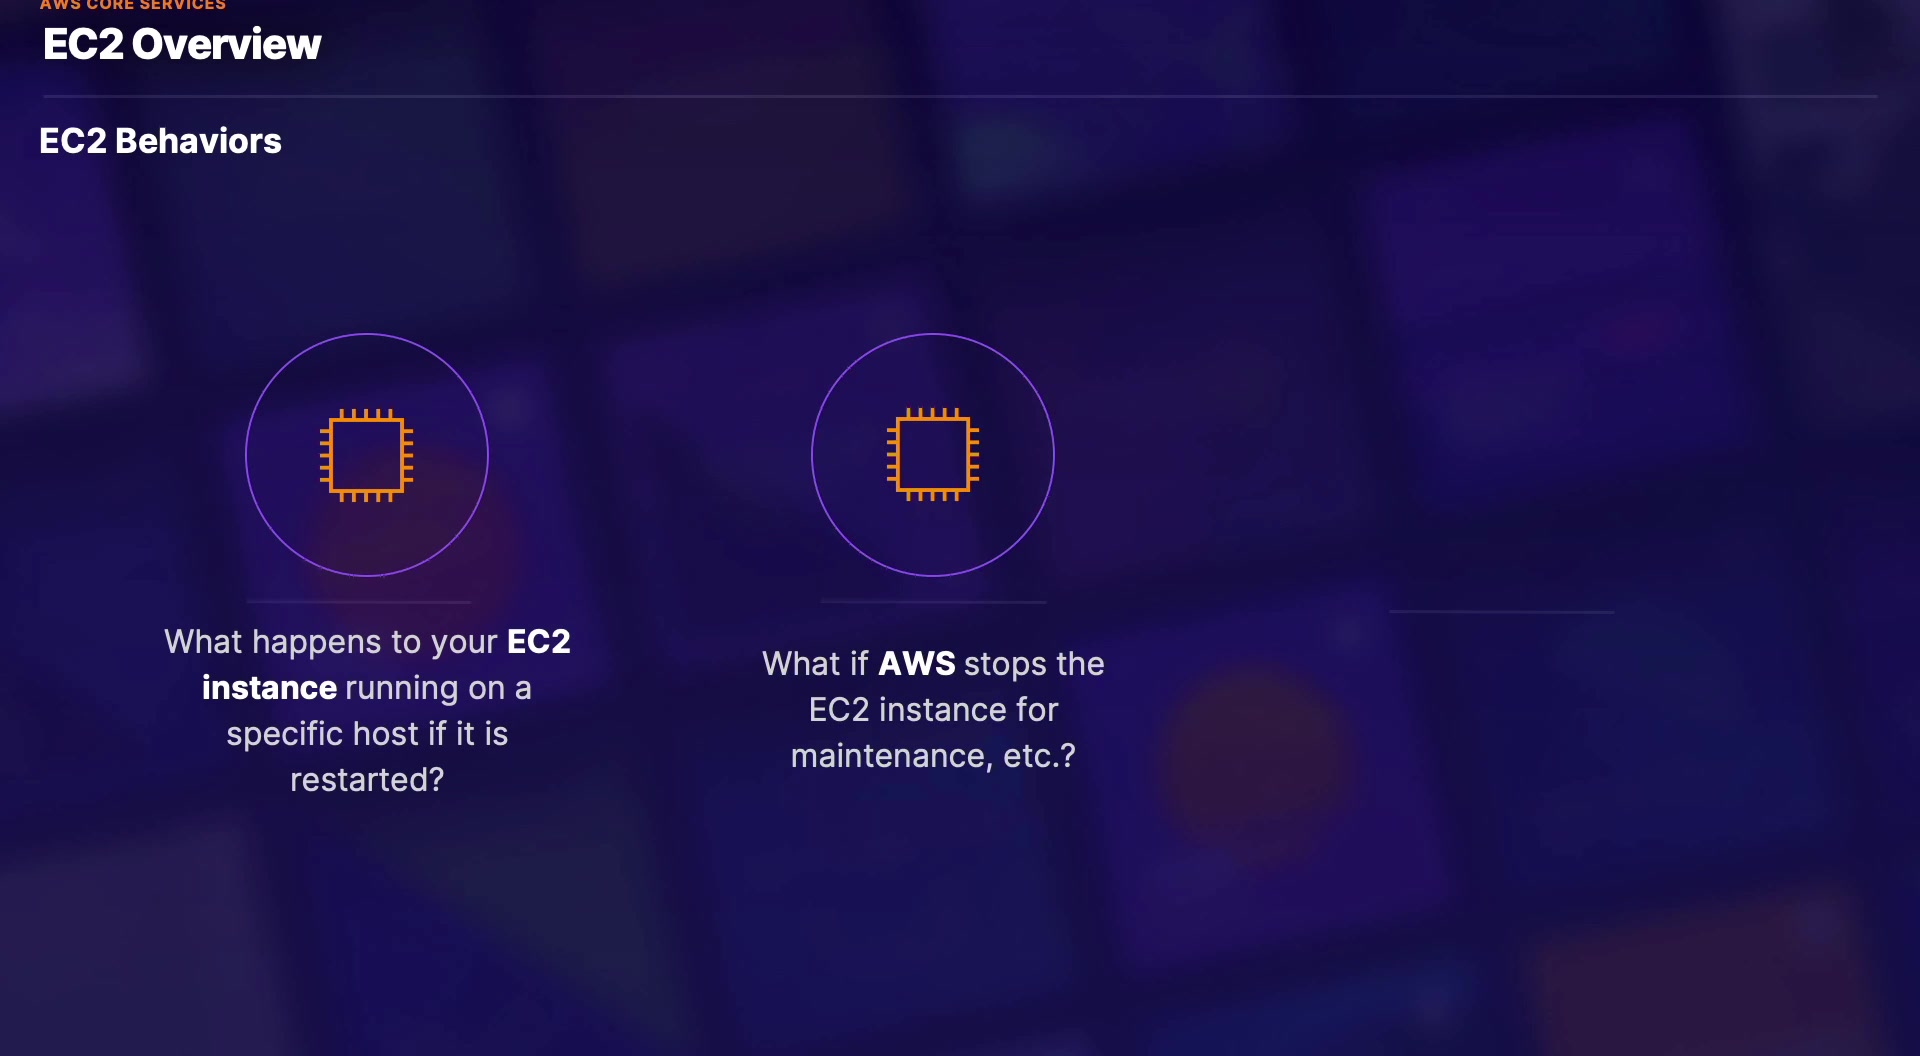 AWS CORE SERVICES
EC2 Overview
EC2 Behaviors
What happens to your EC2
instance running on a
specific host if it is
restarted?
What if AWS stops the
EC2 instance for
maintenance, etc.?